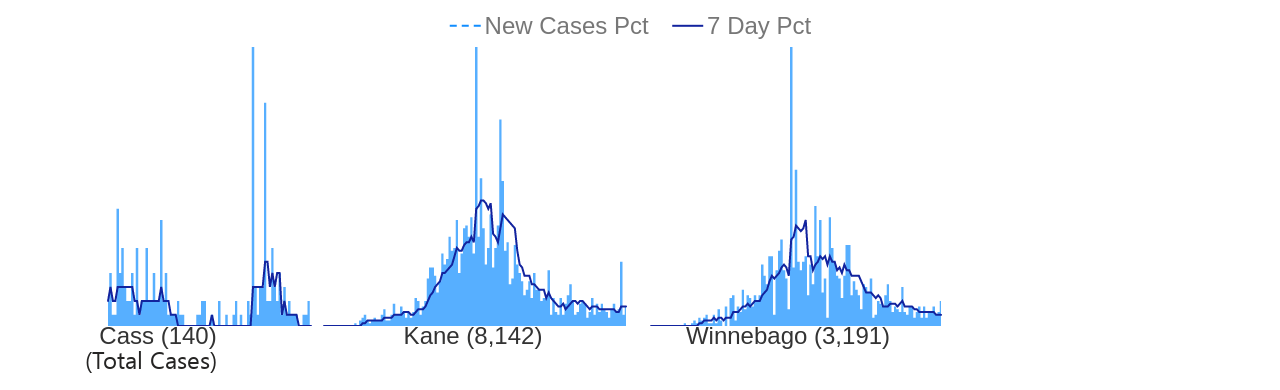 New Cases Pct 7 Day Pct
Cass (140) Kane (8,142) Winnebago (3,191)
(Total Cases)